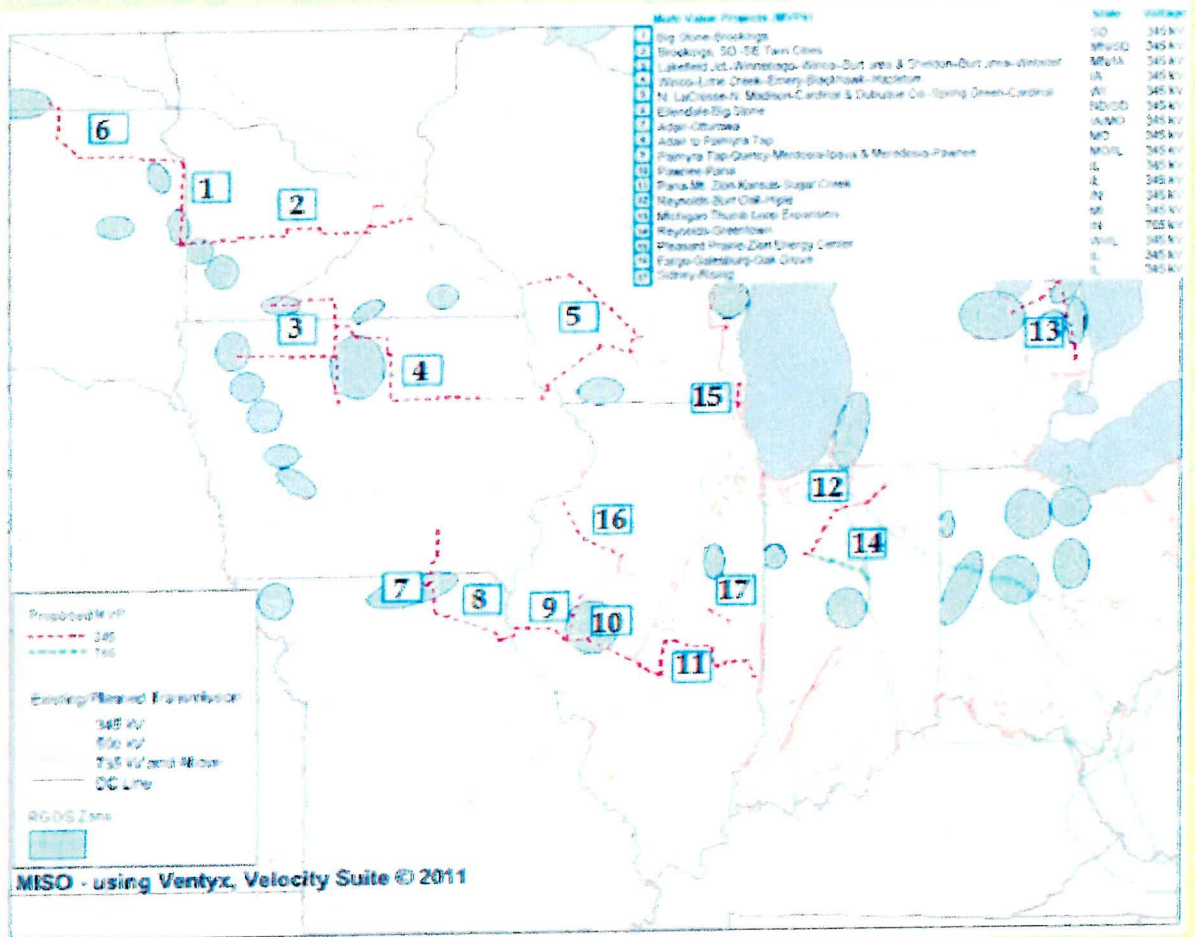 Multi Value Projects (MVPs) State Voltage
1 Big Stone-Brookings SD 345 kV
2 Brookings, SD-SE Twin Cities MN/SD 345 kV
3 Lakefield Jct.-Winnebago-Winco-Burt area & Sheldon-Burt area-Webster MN/IA 345 kV
4 Winco-Lime Creek-Emery-Blackhawk-Hazleton IA 345 kV
5 N. LaCrosse-N. Madison-Cardinal & Dubuque Co.-Spring Green-Cardinal WI 345 kV
6 Ellendale-Big Stone ND/SD 345 kV
7 Adair-Ottumwa IA/MO 345 kV
8 Adair to Palmyra Tap MO 345 kV
9 Palmyra Tap-Quincy-Merdosia-Ipava & Meredosia-Pawnee MO/IL 345 kV
10 Pawnee-Pana IL 345 kV
11 Pana-Mt. Zion-Kansas-Sugar Creek IL 345 kV
12 Reynolds-Burr Oak-Hiple IN 345 kV
13 Michigan Thumb Loop Expansion MI 345 kV
14 Reynolds-Greentown IN 765 kV
15 Pleasant Prairie-Zion Energy Center WI/IL 345 kV
16 Fargo-Galesburg-Oak Grove IL 345 kV
17 Sidney-Rising IL 345 kV
6
1
2
3
4
5
13
15
12
16
14
7
8
9
10
17
11
Proposed MVP
345
765
Existing/Planned Transmission
345 kV
500 kV
735 kV and Above
DC Line
RGOS Zone
MISO - using Ventyx, Velocity Suite © 2011